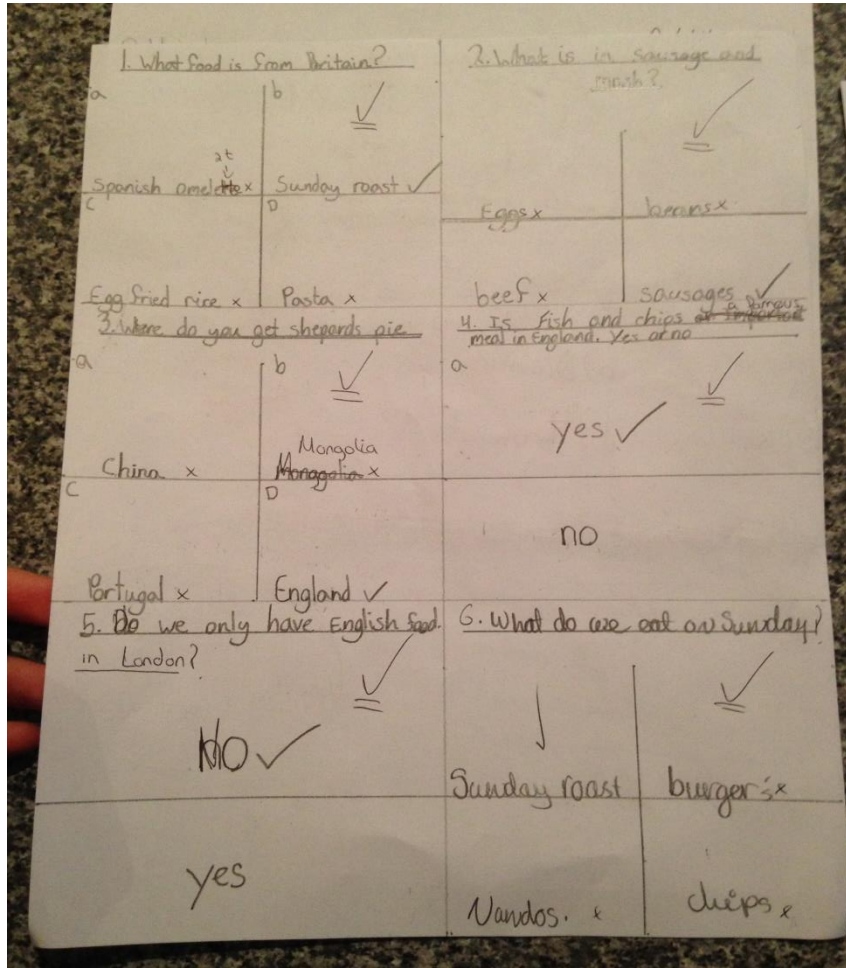 1. What food is from Britain?
a
b
at
Spanish omelette x
Sunday roast ✓
C
D
Egg fried rice x
Pasta x
2. What is in sausage and
mash?
Eggs x
beans x
beef x
sausages ✓
3. Where do you get shepards pie
a
b
China x
Mongolia
Monggolia x
C
D
Portugal x
England ✓
4. Is Fish and chips a famous
meal in England. Yes or no
a
yes ✓
no
5. Do we only have English food
in London?
No ✓
yes
6. What do we eat on Sunday?
Sunday roast
burger's x
Nandos. x
chips x